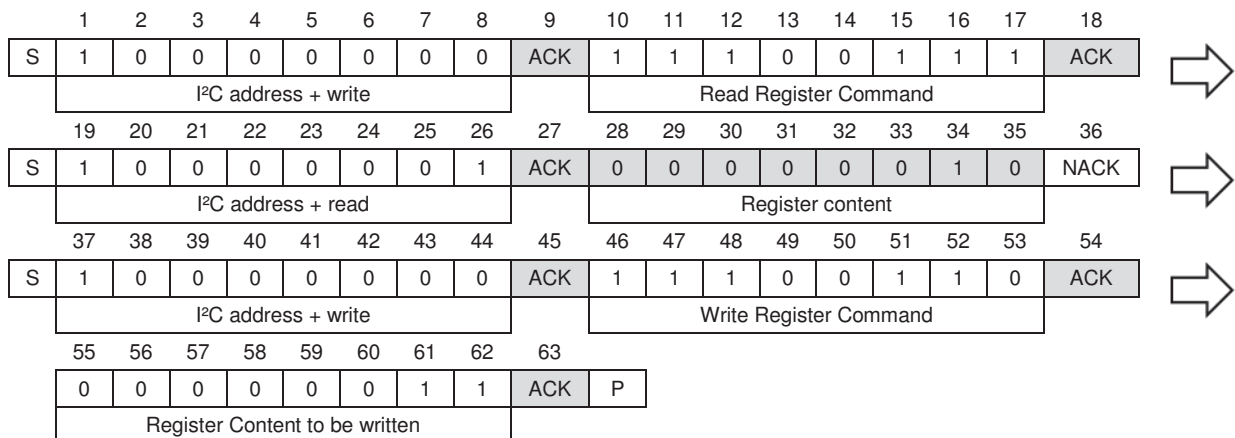 1 2 3 4 5 6 7 8 9 10 11 12 13 14 15 16 17 18
S 1 0 0 0 0 0 0 0 ACK 1 1 1 0 0 1 1 1 ACK
I²C address + write Read Register Command
19 20 21 22 23 24 25 26 27 28 29 30 31 32 33 34 35 36
S 1 0 0 0 0 0 0 1 ACK 0 0 0 0 0 0 1 0 NACK
I²C address + read Register content
37 38 39 40 41 42 43 44 45 46 47 48 49 50 51 52 53 54
S 1 0 0 0 0 0 0 0 ACK 1 1 1 0 0 1 1 0 ACK
I²C address + write Write Register Command
55 56 57 58 59 60 61 62 63
0 0 0 0 0 0 1 1 ACK P
Register Content to be written